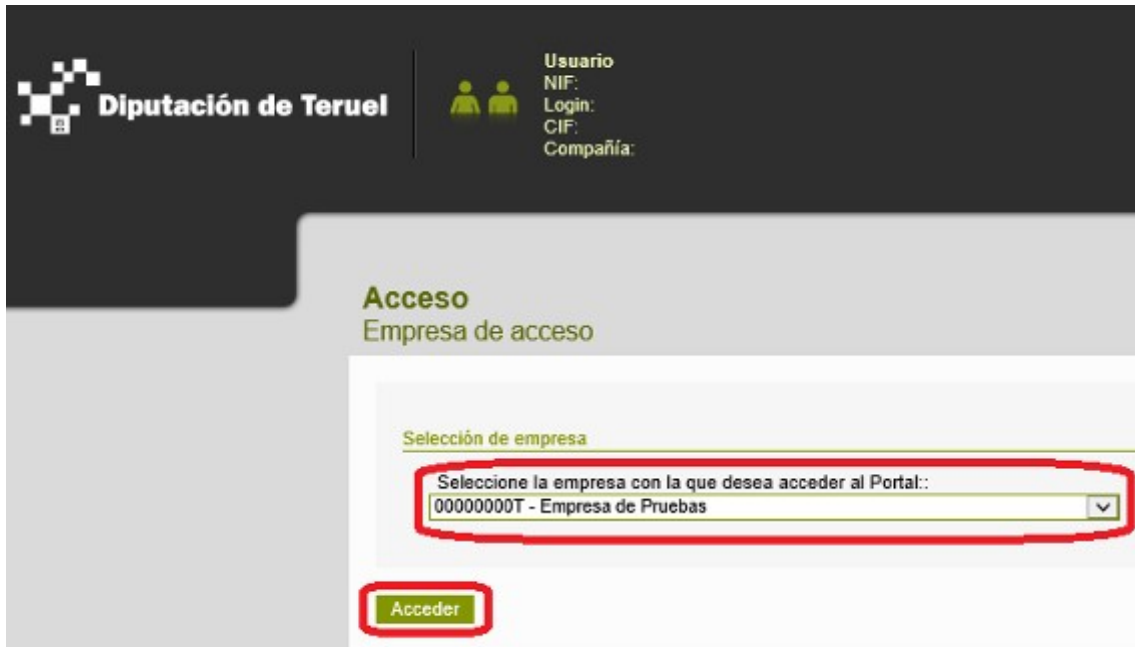 Diputación de Teruel
Usuario
NIF:
Login:
CIF:
Compañía:
Acceso
Empresa de acceso
Selección de empresa
Seleccione la empresa con la que desea acceder al Portal::
00000000T - Empresa de Pruebas
Acceder